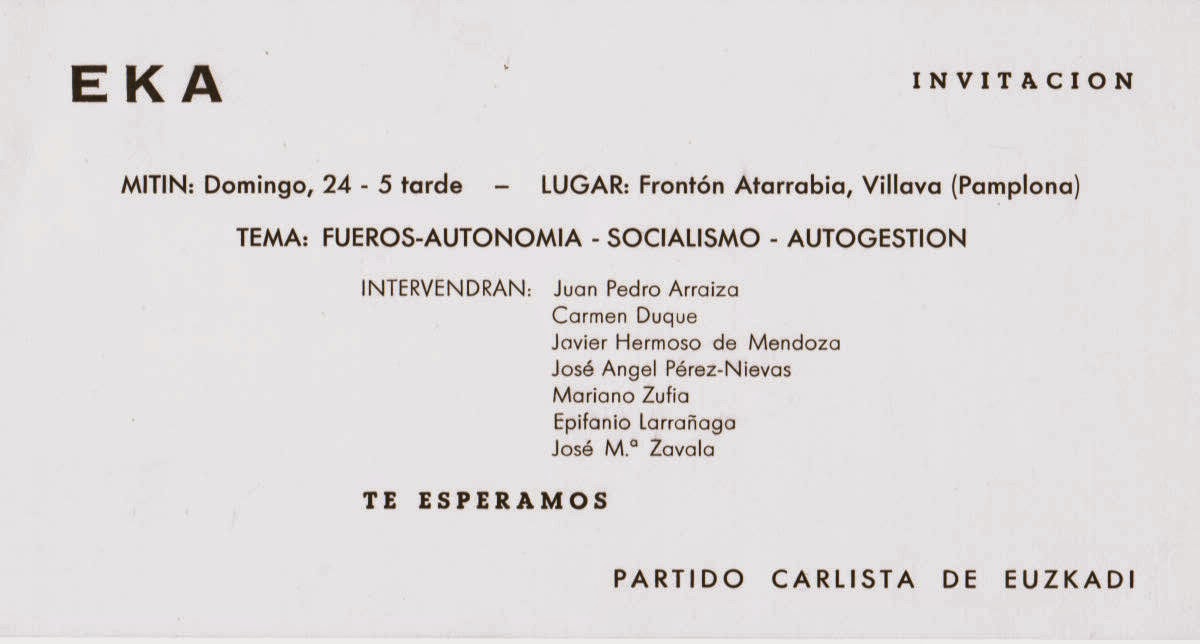 EKA
INVITACION
MITIN: Domingo, 24 - 5 tarde – LUGAR: Frontón Atarrabia, Villava (Pamplona)
TEMA: FUEROS-AUTONOMIA - SOCIALISMO - AUTOGESTION
INTERVENDRAN: Juan Pedro Arraiza
Carmen Duque
Javier Hermoso de Mendoza
José Angel Pérez-Nievas
Mariano Zufia
Epifanio Larrañaga
José M.ª Zavala
TE ESPERAMOS
PARTIDO CARLISTA DE EUZKADI